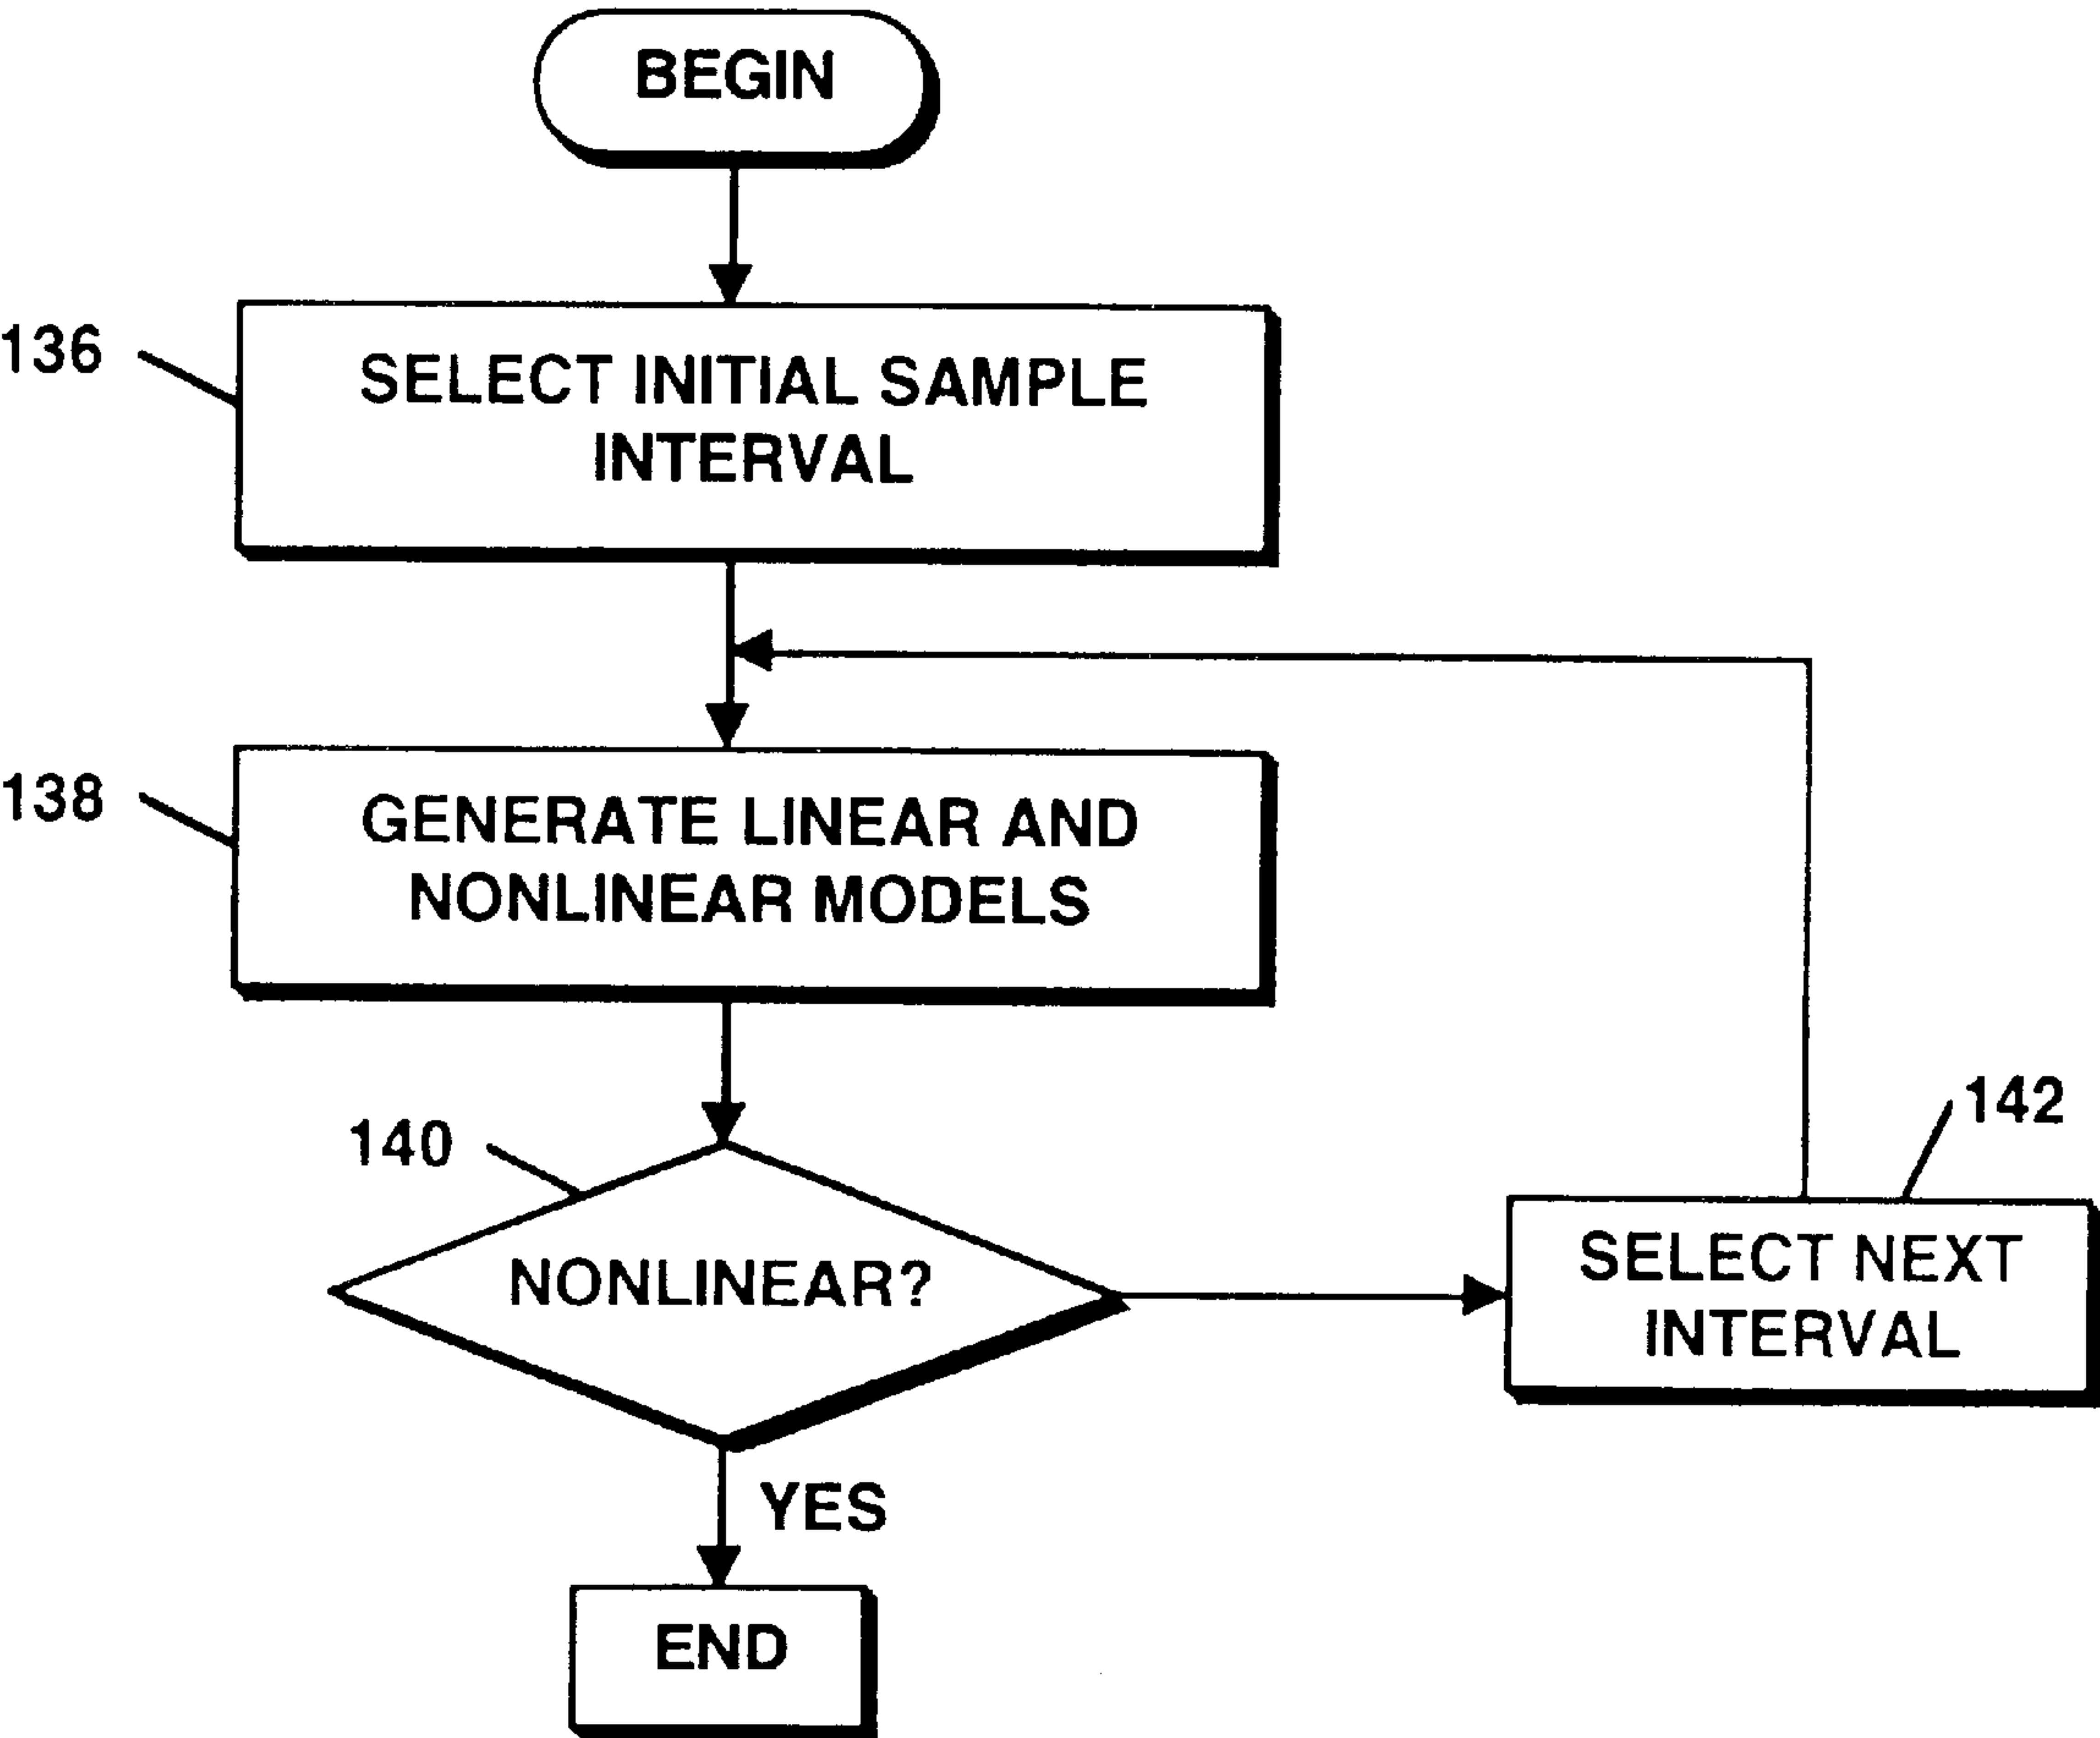 BEGIN
136
SELECT INITIAL SAMPLE
INTERVAL
138
GENERATE LINEAR AND
NONLINEAR MODELS
140
NONLINEAR?
142
SELECT NEXT
INTERVAL
YES
END